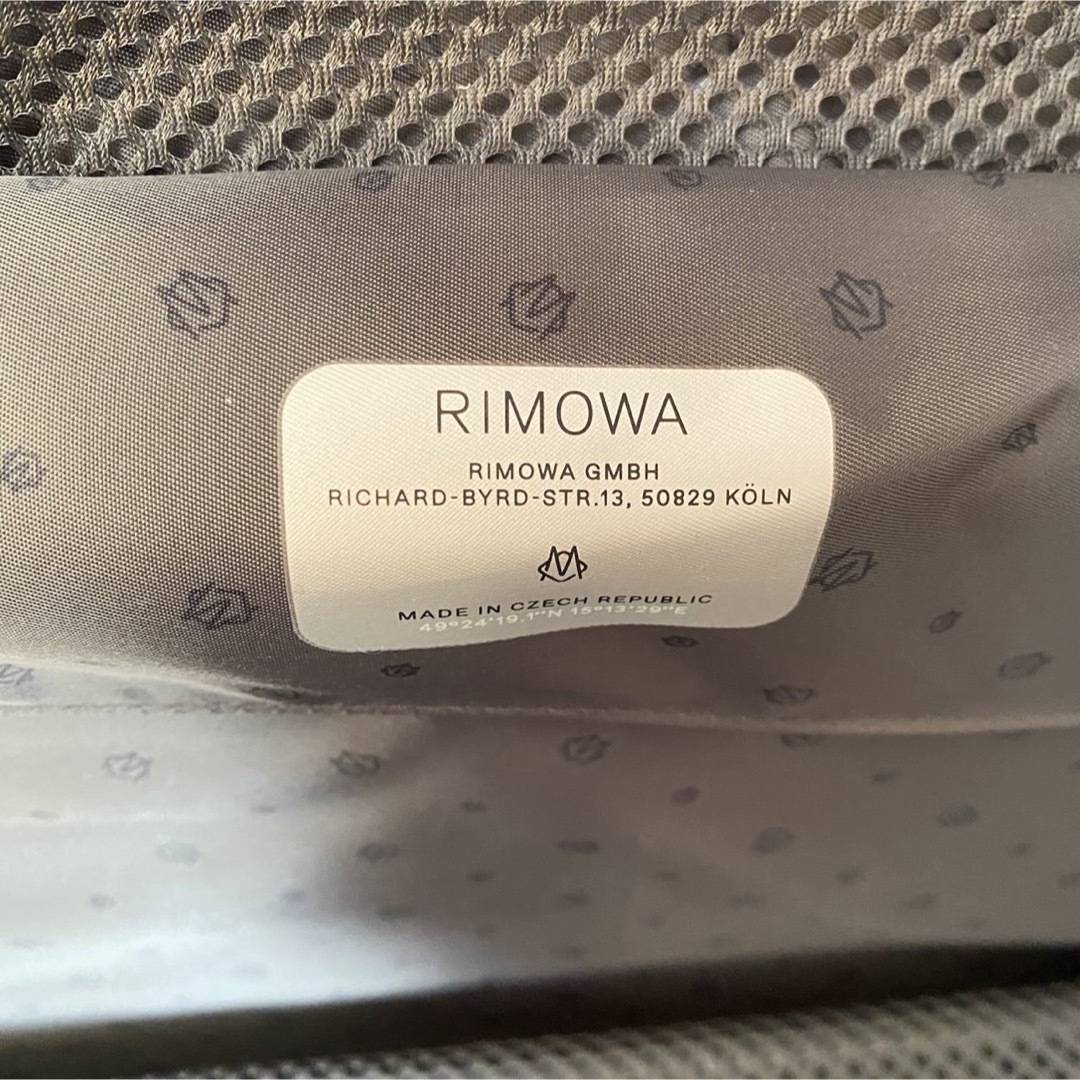 RIMOWA
RIMOWA GMBH
RICHARD-BYRD-STR.13, 50829 KÖLN
MADE IN CZECH REPUBLIC
49°24'19.1"N 15°13'29"E